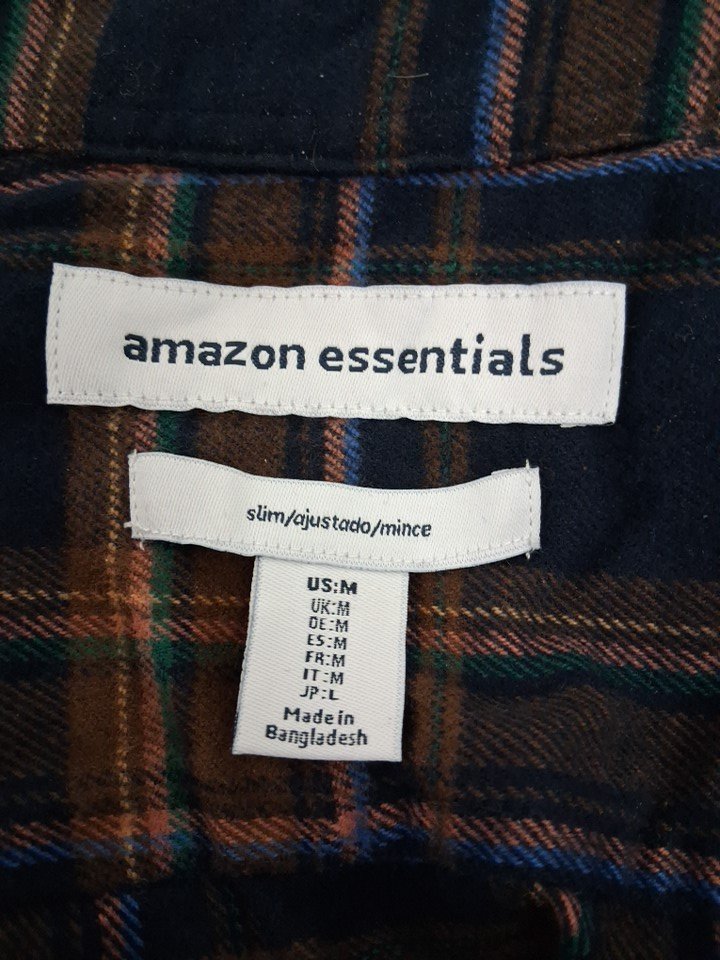 amazon essentials
slim/ajustado/mince
US:M
UK:M
DE:M
ES:M
FR:M
IT:M
JP:L
Made in
Bangladesh